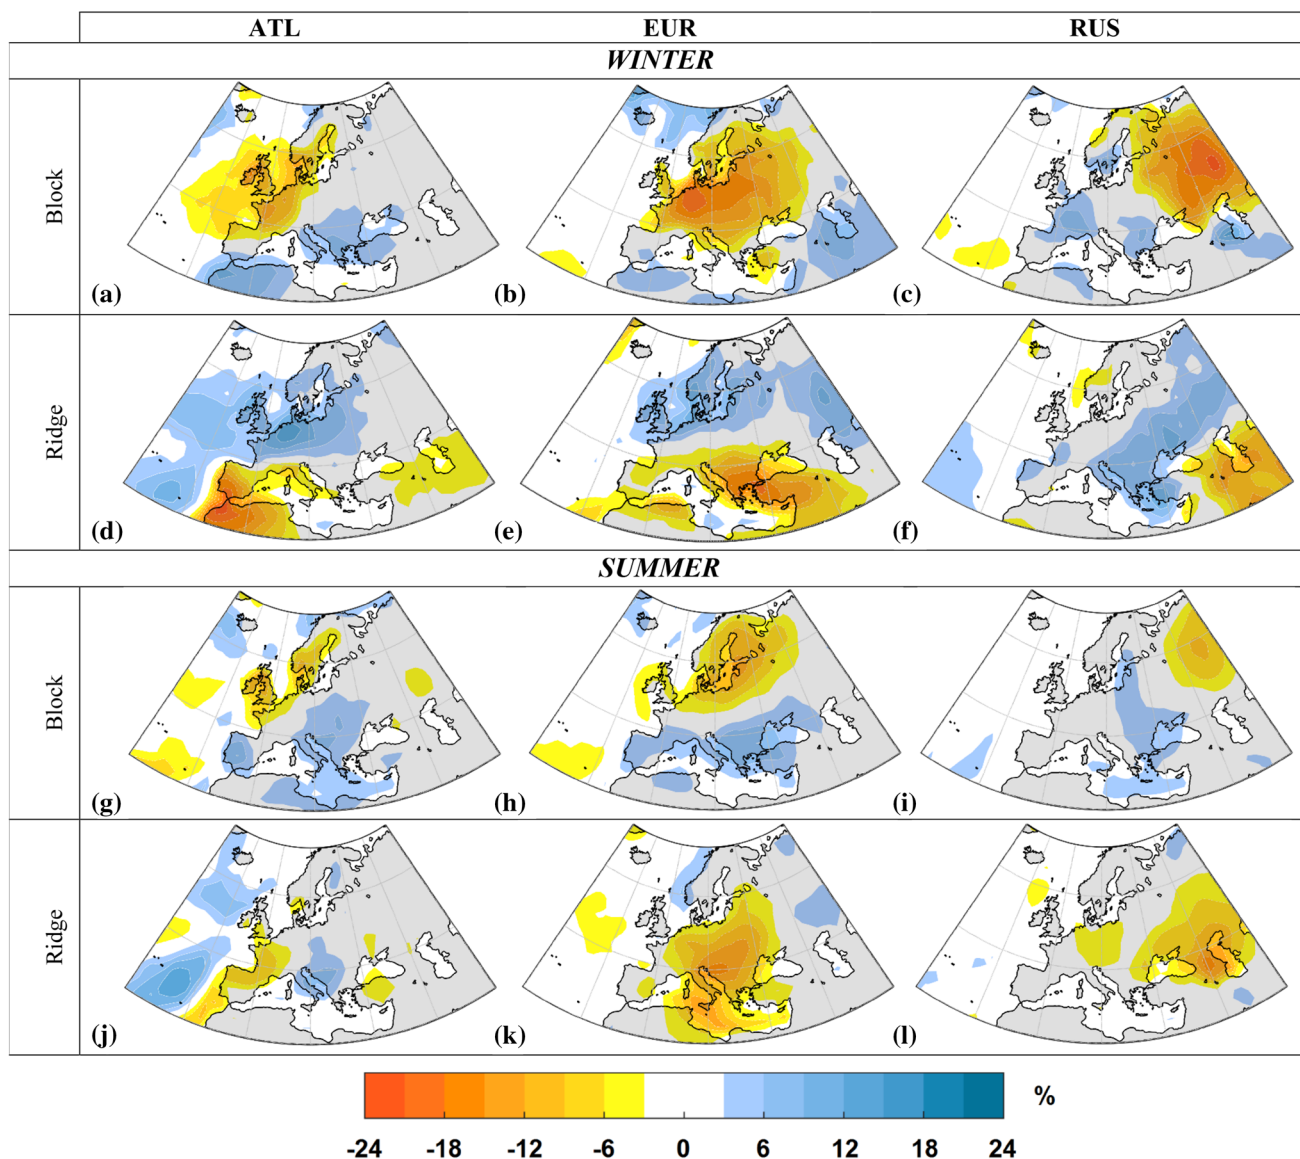 ATL EUR RUS
WINTER
Block
(a) (b) (c)
Ridge
(d) (e) (f)
SUMMER
Block
(g) (h) (i)
Ridge
(j) (k) (l)
%
-24 -18 -12 -6 0 6 12 18 24